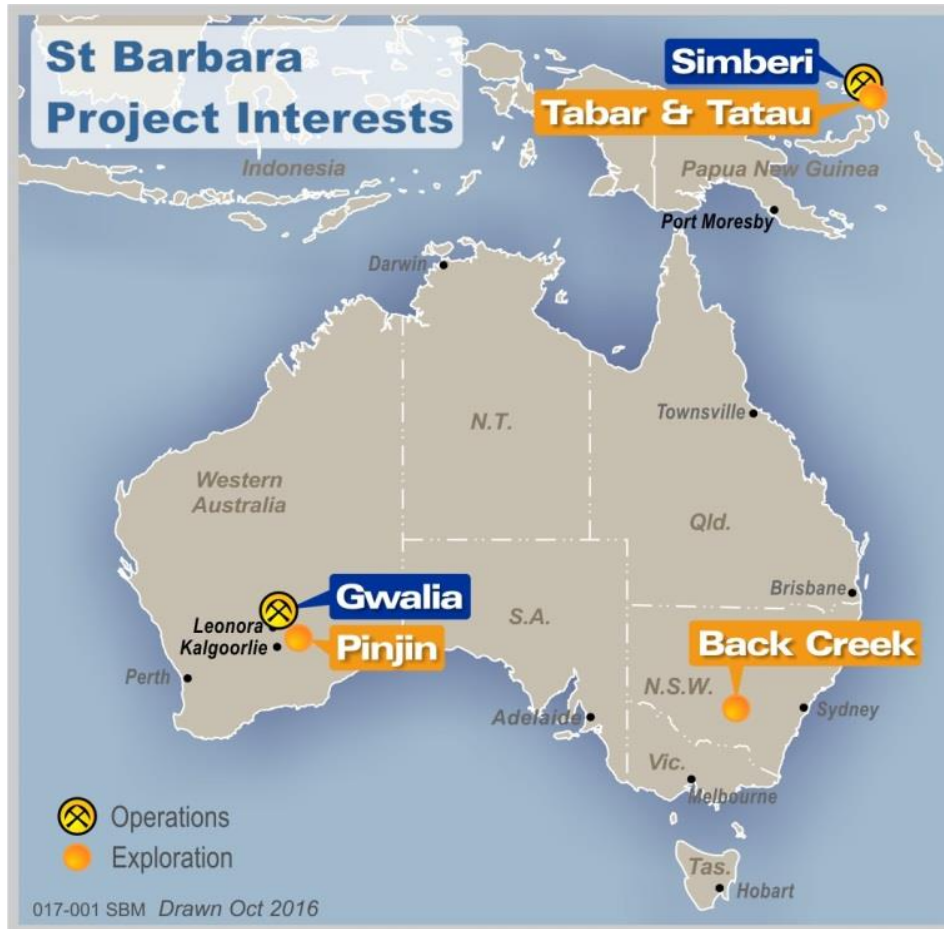 St Barbara
Project Interests
Simberi
Tabar & Tatau
Indonesia
Papua New Guinea
Port Moresby
Darwin
Townsville
N.T.
Western
Australia
Qld.
Brisbane
Gwalia
Leonora
S.A.
Kalgoorlie
Pinjin
Back Creek
Perth
N.S.W.
Adelaide
Sydney
Vic.
Melbourne
Operations
Exploration
Tas.
Hobart
017-001 SBM Drawn Oct 2016